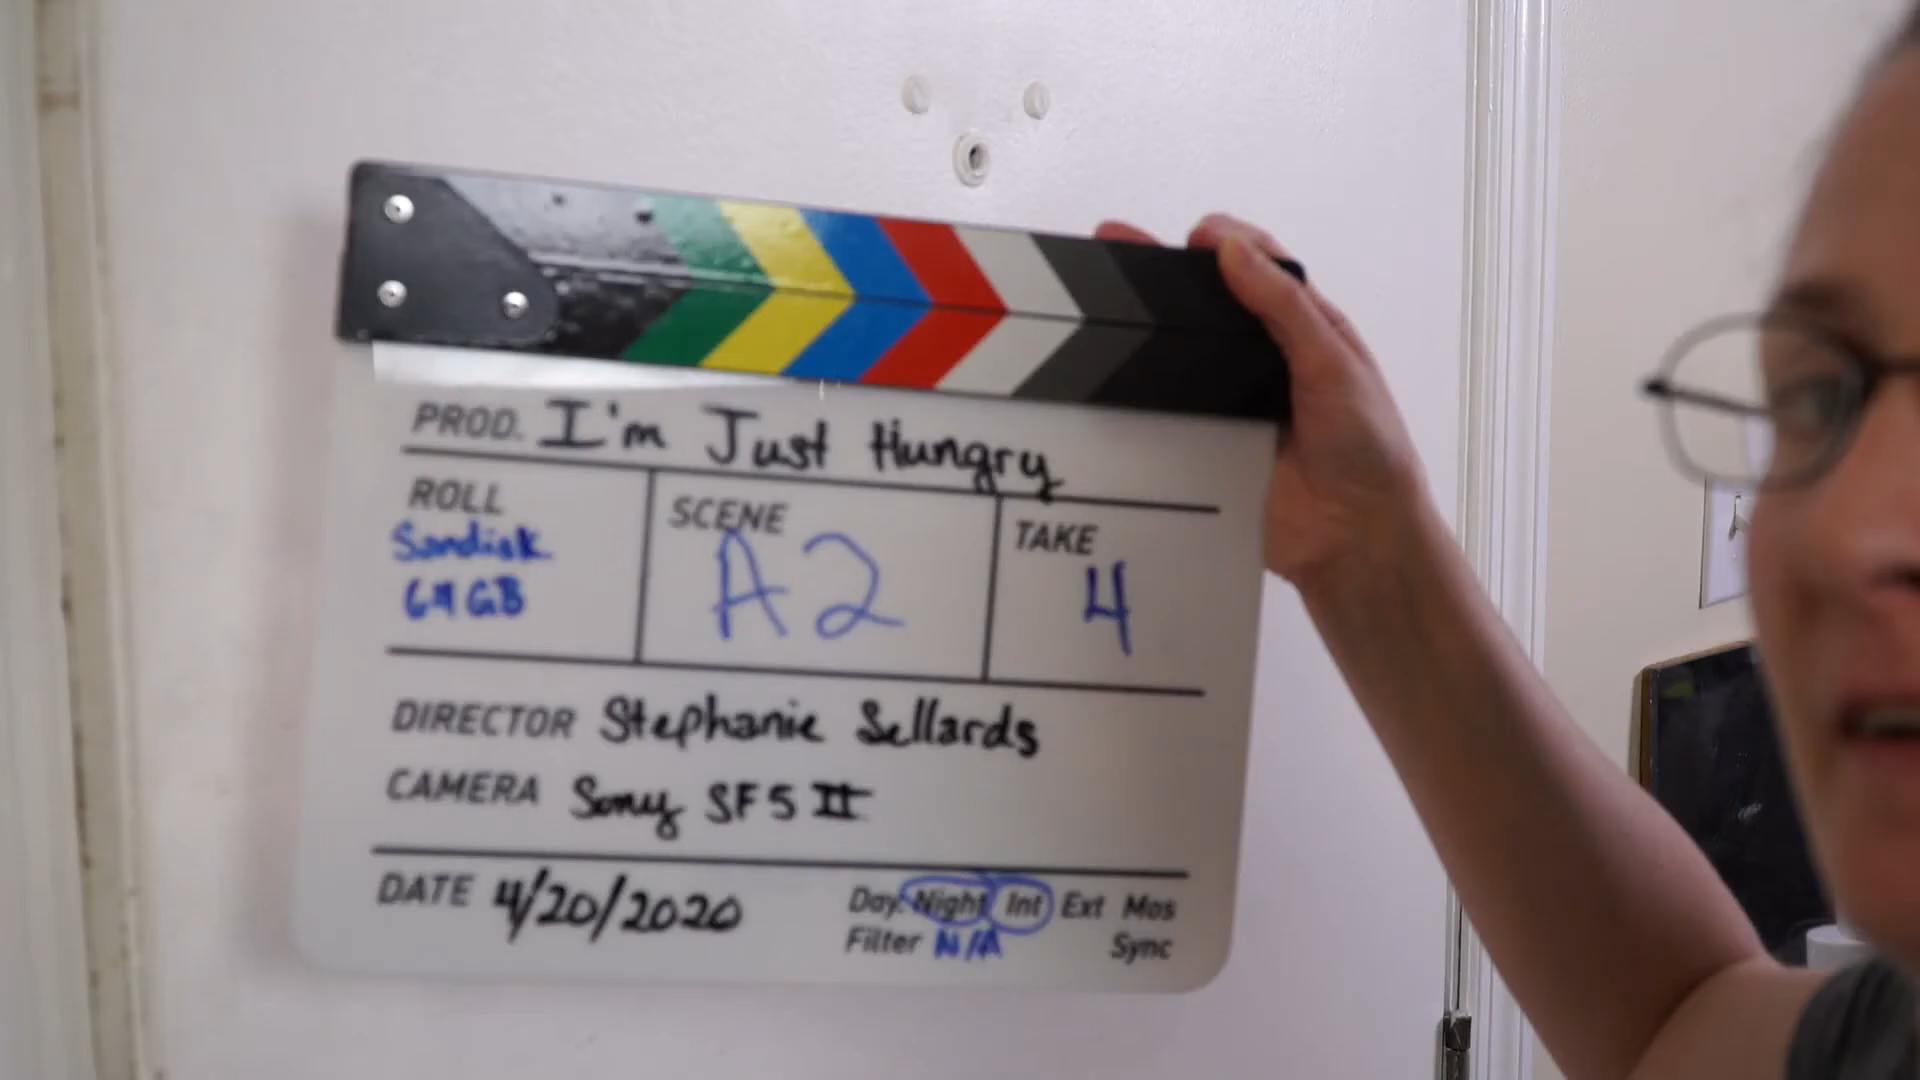 PROD. I'm Just Hungry
ROLL SCENE TAKE
Sandisk A2 4
64GB
DIRECTOR Stephanie Sellards
CAMERA Sony SF5 II
DATE 4/20/2020 Day Night Int Ext Mos
Filter N/A Sync